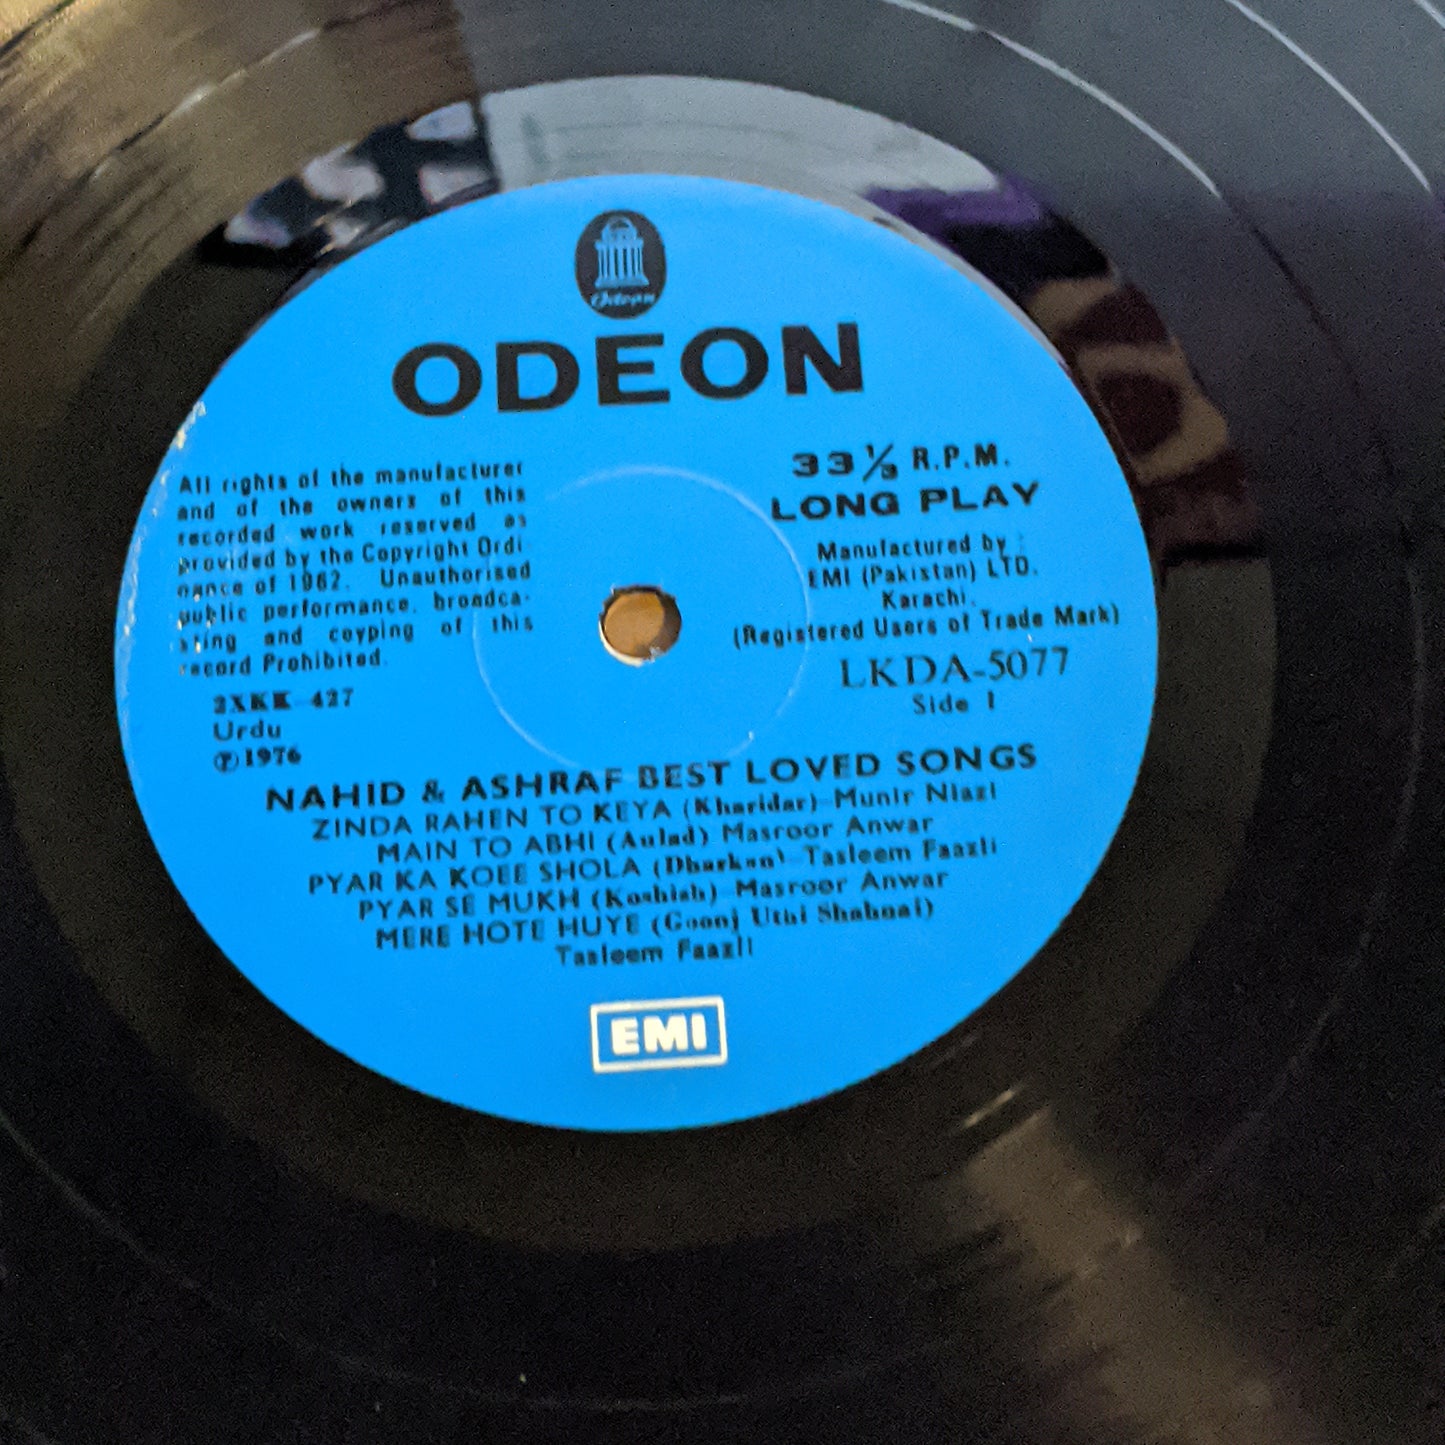 Odeon
ODEON
All rights of the manufacturer
and of the owners of this
recorded work reserved as
provided by the Copyright Ordi-
nance of 1962. Unauthorised
public performance, broadca-
sting and coyping of this
record Prohibited.
2XKK 427
Urdu
Ⓟ1976
33⅓ R.P.M.
LONG PLAY
Manufactured by :
EMI (Pakistan) LTD.
Karachi.
(Registered Users of Trade Mark)
LKDA-5077
Side 1
NAHID & ASHRAF BEST LOVED SONGS
ZINDA RAHEN TO KEYA (Kharidar)-Munir Niazi
MAIN TO ABHI (Aulad) Masroor Anwar
PYAR KA KOEE SHOLA (Dharkan)-Tasleem Faazli
PYAR SE MUKH (Koshish)-Masroor Anwar
MERE HOTE HUYE (Goonj Uthi Shahnai)
Tasleem Faazli
EMI